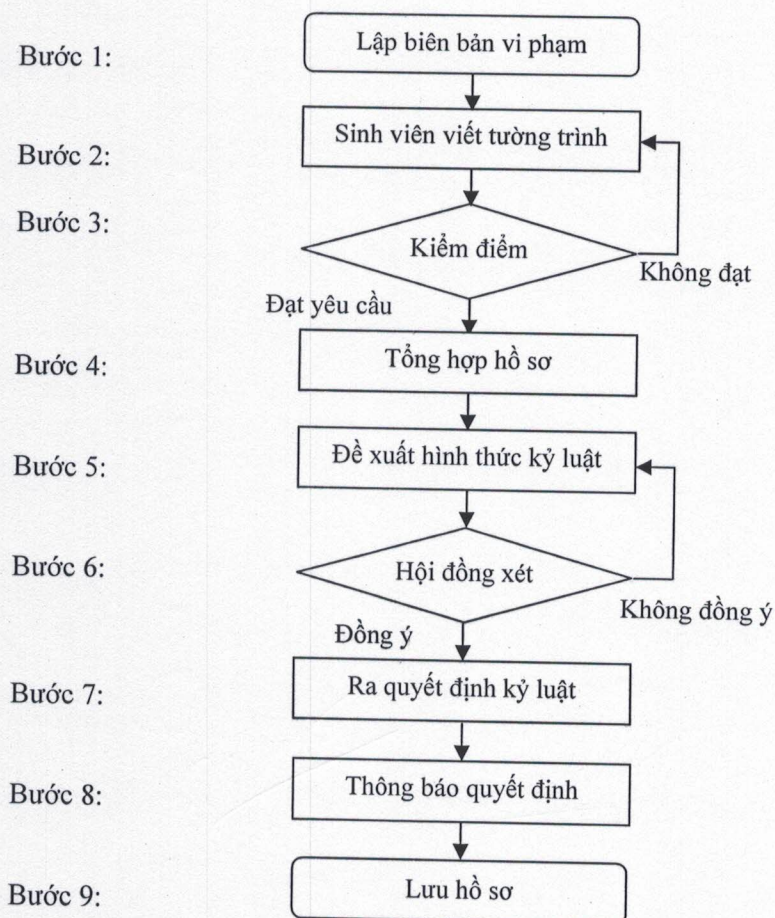 Bước 1:
Lập biên bản vi phạm
Bước 2:
Sinh viên viết tường trình
Bước 3:
Kiểm điểm
Không đạt
Đạt yêu cầu
Bước 4:
Tổng hợp hồ sơ
Bước 5:
Đề xuất hình thức kỷ luật
Bước 6:
Hội đồng xét
Không đồng ý
Đồng ý
Bước 7:
Ra quyết định kỷ luật
Bước 8:
Thông báo quyết định
Bước 9:
Lưu hồ sơ